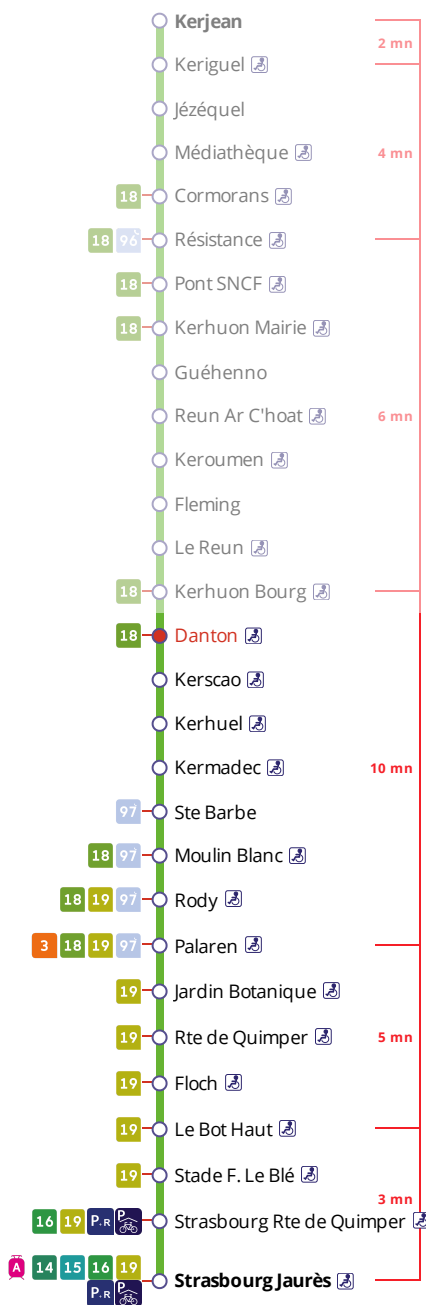 Kerjean
2 mn
Keriguel
Jézéquel
Médiathèque
4 mn
18 Cormorans
18 96 Résistance
18 Pont SNCF
18 Kerhuon Mairie
Guéhenno
Reun Ar C'hoat
6 mn
Keroumen
Fleming
Le Reun
18 Kerhuon Bourg
18 Danton
Kerscao
Kerhuel
Kermadec
10 mn
97 Ste Barbe
18 97 Moulin Blanc
18 19 97 Rody
3 18 19 97 Palaren
19 Jardin Botanique
19 Rte de Quimper
5 mn
19 Floch
19 Le Bot Haut
19 Stade F. Le Blé
3 mn
16 19 P.R P Strasbourg Rte de Quimper
A 14 15 16 19 Strasbourg Jaurès
P.R P